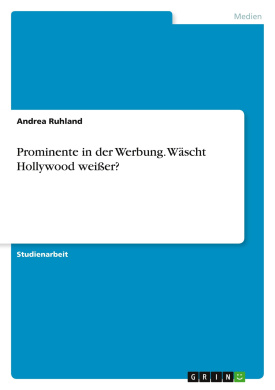 Medien
Andrea Ruhland
Prominente in der Werbung. Wäscht
Hollywood weißer?
Studienarbeit
GRIN